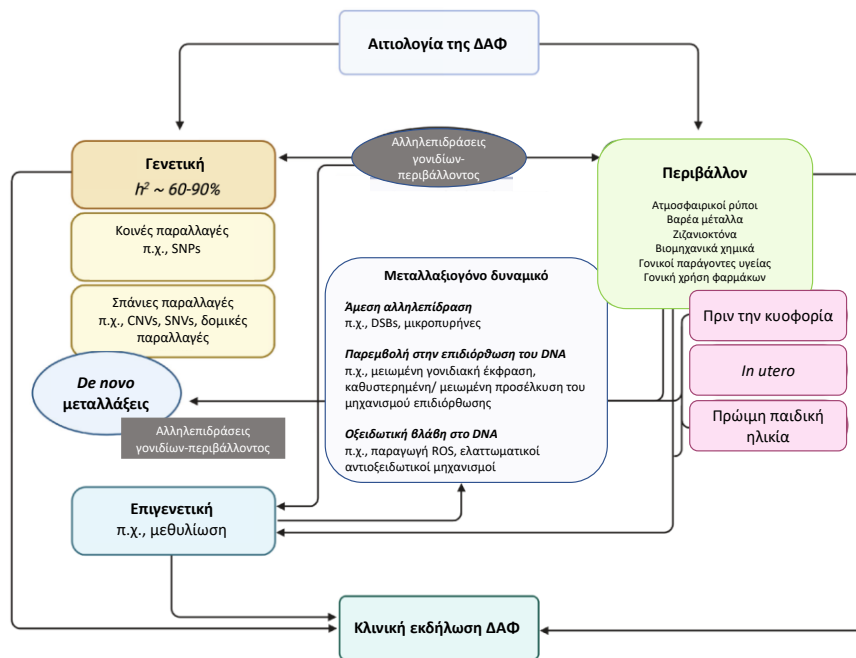 Αιτιολογία της ΔΑΦ
Αλληλεπιδράσεις
γονιδίων-
περιβάλλοντος
Γενετική
h² ~ 60-90%
Κοινές παραλλαγές
π.χ., SNPs
Σπάνιες παραλλαγές
π.χ., CNVs, SNVs, δομικές
παραλλαγές
De novo
μεταλλάξεις
Αλληλεπιδράσεις
γονιδίων-περιβάλλοντος
Περιβάλλον
Ατμοσφαιρικοί ρύποι
Βαρέα μέταλλα
Ζιζανιοκτόνα
Βιομηχανικά χημικά
Γονικοί παράγοντες υγείας
Γονική χρήση φαρμάκων
Μεταλλαξιογόνο δυναμικό
Άμεση αλληλεπίδραση
π.χ., DSBs, μικροπυρήνες
Παρεμβολή στην επιδιόρθωση του DNA
π.χ., μειωμένη γονιδιακή έκφραση,
καθυστερημένη/ μειωμένη προσέλκυση του
μηχανισμού επιδιόρθωσης
Οξειδωτική βλάβη στο DNA
π.χ., παραγωγή ROS, ελαττωματικοί
αντιοξειδωτικοί μηχανισμοί
Πριν την κυοφορία
In utero
Πρώιμη παιδική
ηλικία
Επιγενετική
π.χ., μεθυλίωση
Κλινική εκδήλωση ΔΑΦ